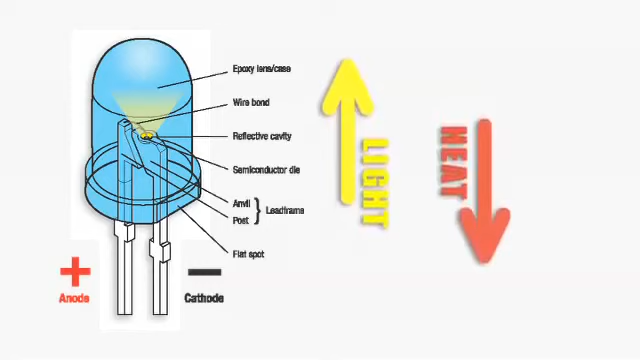 Epoxy lens/case
Wire bond
Reflective cavity
Semiconductor die
Anvil
Post
Leadframe
Flat spot
+
Anode
−
Cathode
LIGHT
HEAT